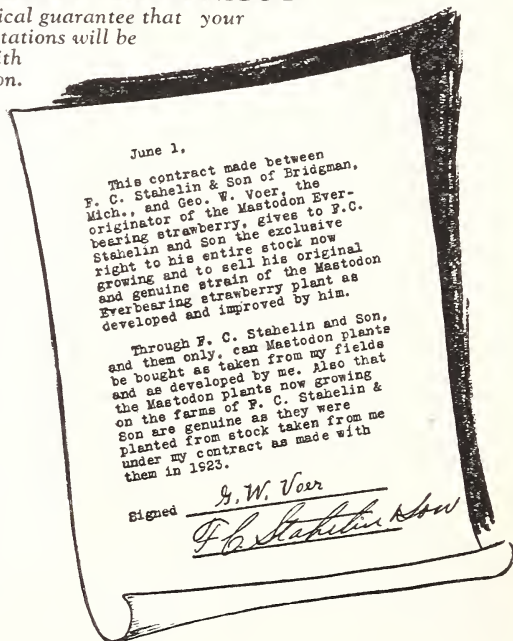 ical guarantee that your
tations will be
ith
on.
June 1,
This contract made between
F. C. Stahelin & Son of Bridgman,
Mich., and Geo. W. Voer, the
originator of the Mastodon Ever-
bearing strawberry, gives to F.C.
Stahelin and Son the exclusive
right to his entire stock now
growing and to sell his original
and genuine strain of the Mastodon
Everbearing strawberry plant as
developed and improved by him.
Through F. C. Stahelin and Son,
and them only, can Mastodon plants
be bought as taken from my fields
and as developed by me. Also that
the Mastodon plants now growing
on the farms of F. C. Stahelin &
Son are genuine as they were
planted from stock taken from me
under my contract as made with
them in 1923.
Signed G. W. Voer
F C Stahelin & Son